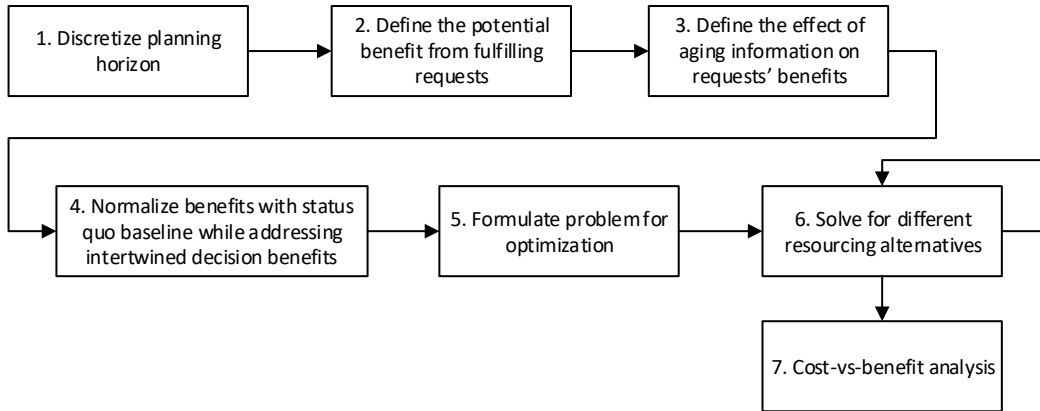 1. Discretize planning
horizon
2. Define the potential
benefit from fulfilling
requests
3. Define the effect of
aging information on
requests’ benefits
4. Normalize benefits with status
quo baseline while addressing
intertwined decision benefits
5. Formulate problem for
optimization
6. Solve for different
resourcing alternatives
7. Cost-vs-benefit analysis